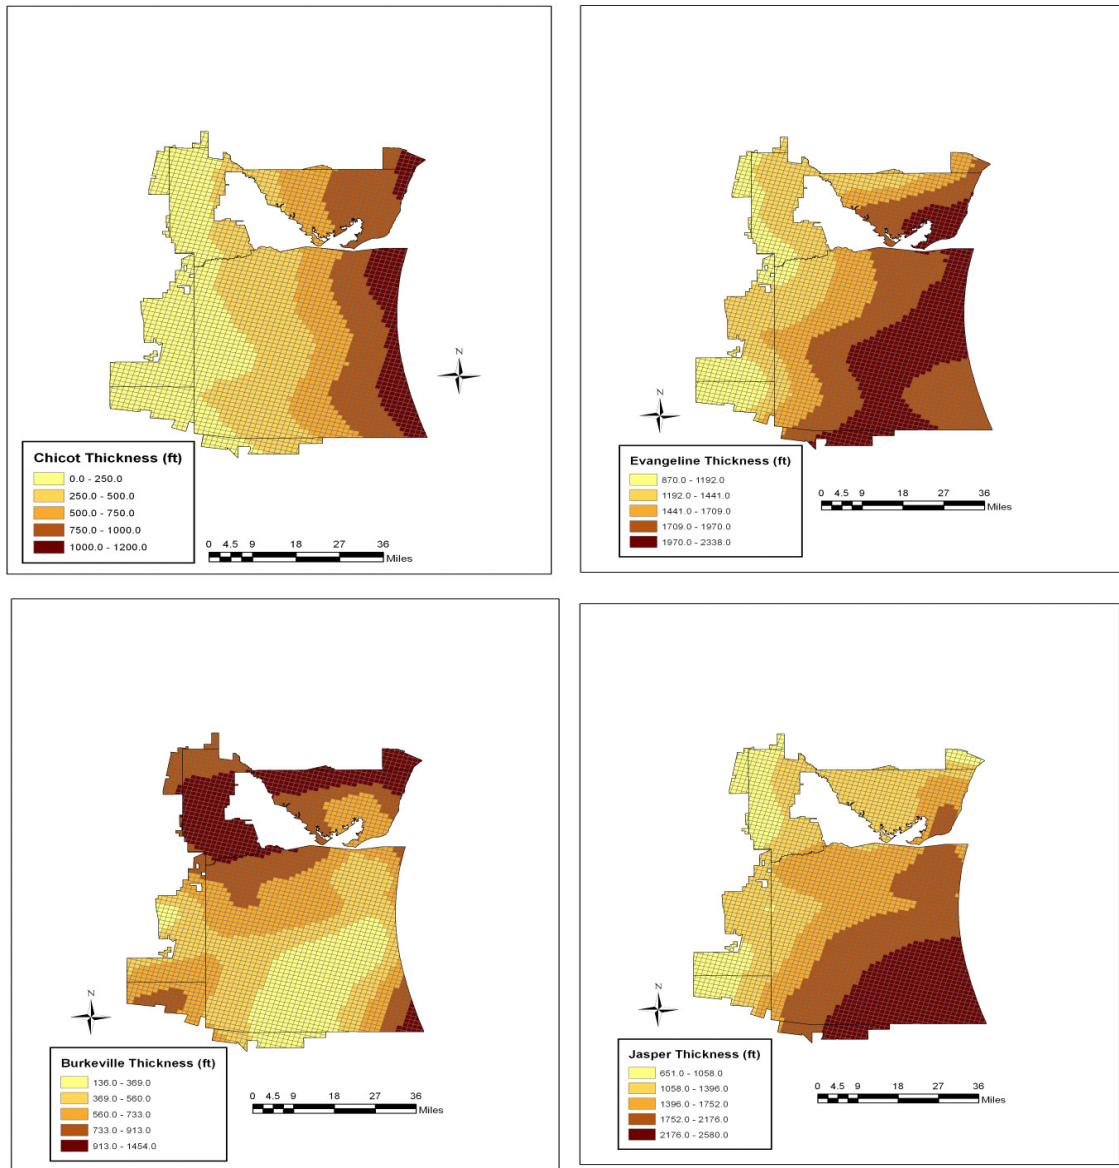 N
Chicot Thickness (ft)
0.0 - 250.0
250.0 - 500.0
500.0 - 750.0
750.0 - 1000.0
1000.0 - 1200.0
0 4.5 9 18 27 36
Miles
N
Evangeline Thickness (ft)
870.0 - 1192.0
1192.0 - 1441.0
1441.0 - 1709.0
1709.0 - 1970.0
1970.0 - 2338.0
0 4.5 9 18 27 36
Miles
N
Burkeville Thickness (ft)
136.0 - 369.0
369.0 - 560.0
560.0 - 733.0
733.0 - 913.0
913.0 - 1454.0
0 4.5 9 18 27 36
Miles
N
Jasper Thickness (ft)
651.0 - 1058.0
1058.0 - 1396.0
1396.0 - 1752.0
1752.0 - 2176.0
2176.0 - 2580.0
0 4.5 9 18 27 36
Miles